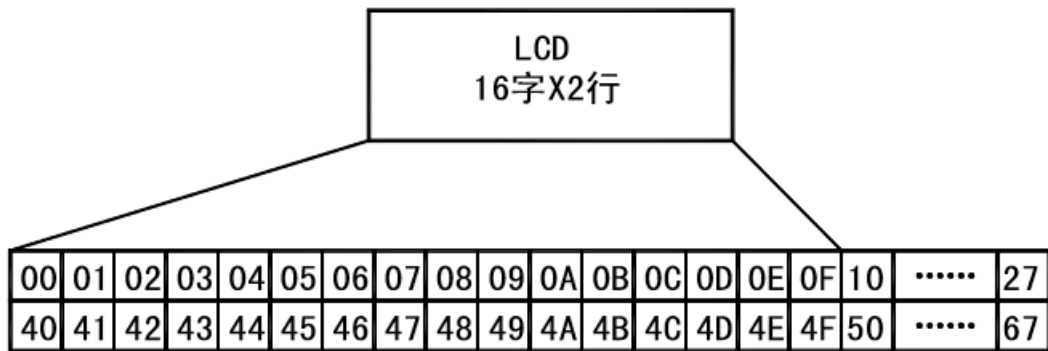 LCD
16字X2行
00 01 02 03 04 05 06 07 08 09 0A 0B 0C 0D 0E 0F 10 ······ 27
40 41 42 43 44 45 46 47 48 49 4A 4B 4C 4D 4E 4F 50 ······ 67